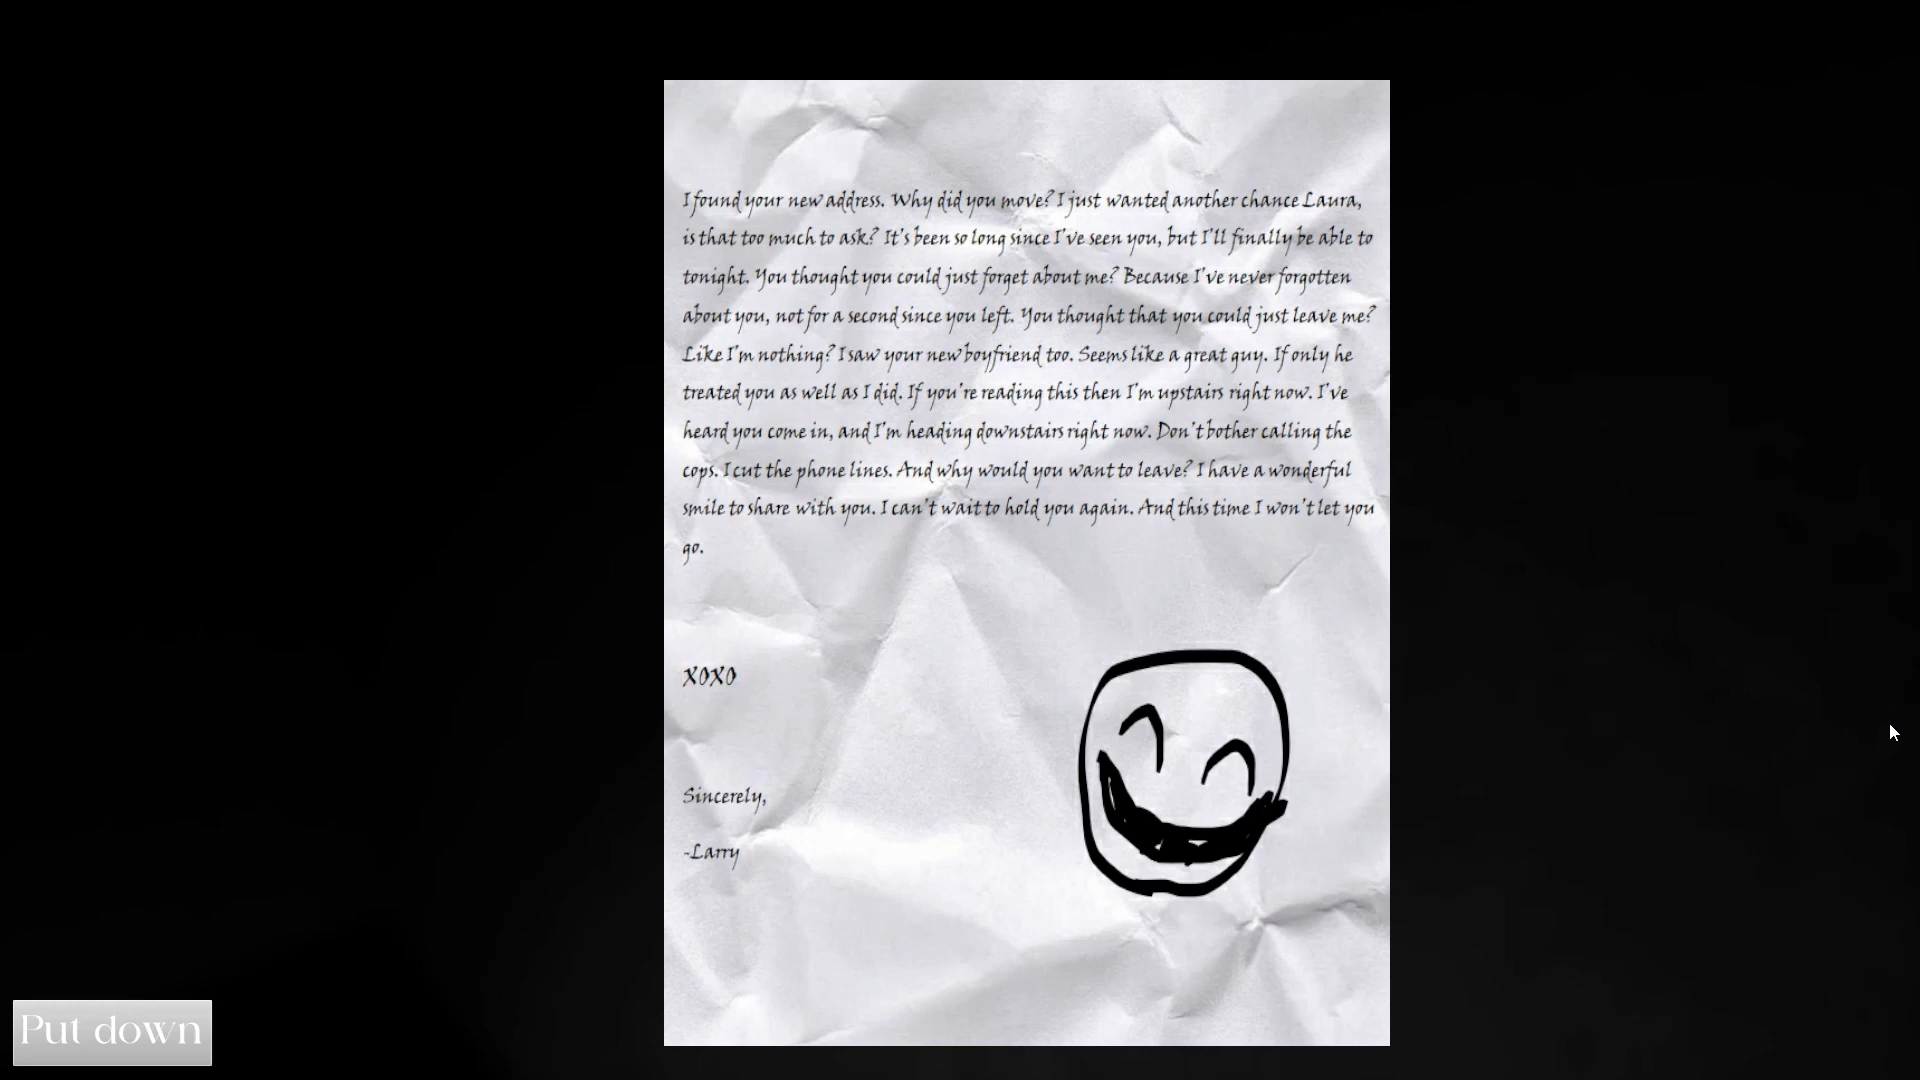 I found your new address. Why did you move? I just wanted another chance Laura,
is that too much to ask? It's been so long since I've seen you, but I'll finally be able to
tonight. You thought you could just forget about me? Because I've never forgotten
about you, not for a second since you left. You thought that you could just leave me?
Like I'm nothing? I saw your new boyfriend too. Seems like a great guy. If only he
treated you as well as I did. If you're reading this then I'm upstairs right now. I've
heard you come in, and I'm heading downstairs right now. Don't bother calling the
cops. I cut the phone lines. And why would you want to leave? I have a wonderful
smile to share with you. I can't wait to hold you again. And this time I won't let you
go.
XOXO
Sincerely,
-Larry
Put down